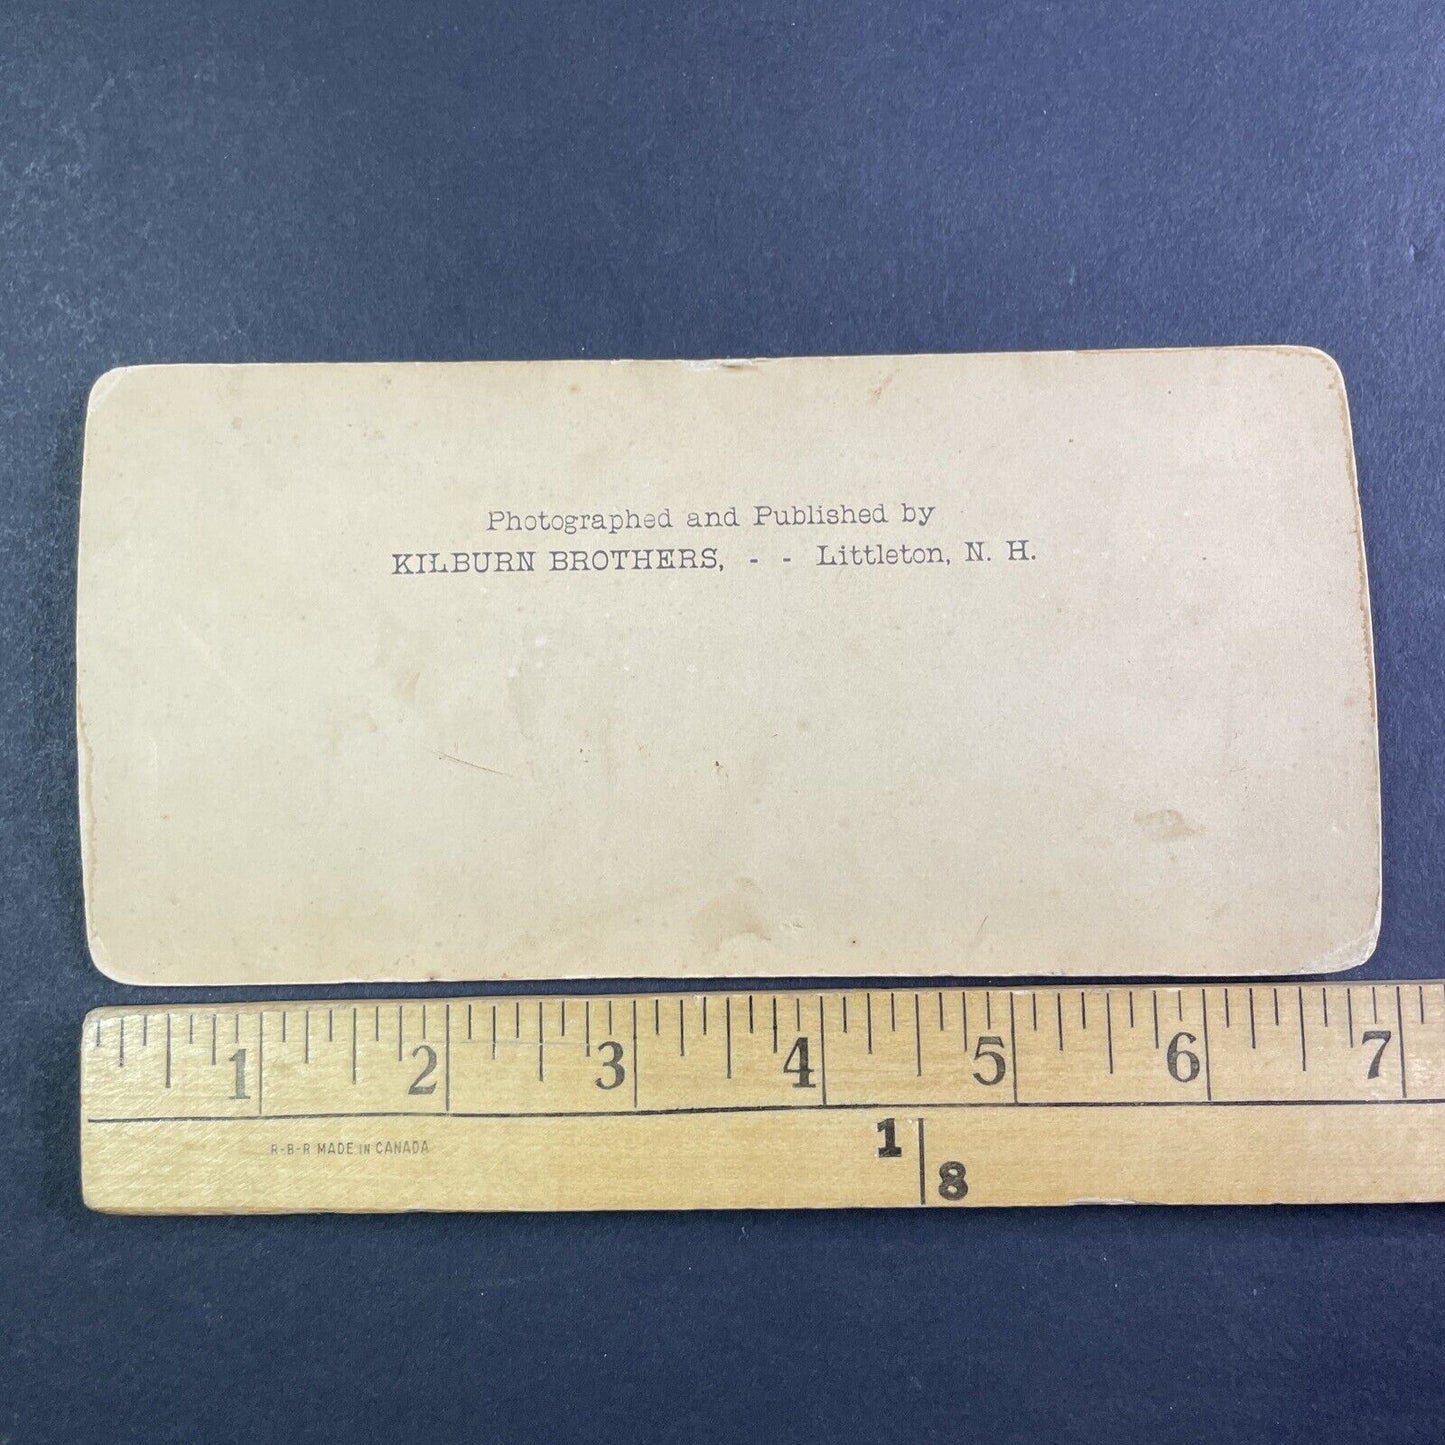 Photographed and Published by
KILBURN BROTHERS, - - Littleton, N. H.
1 2 3 4 5 6 7
R-B-R MADE IN CANADA
1
8